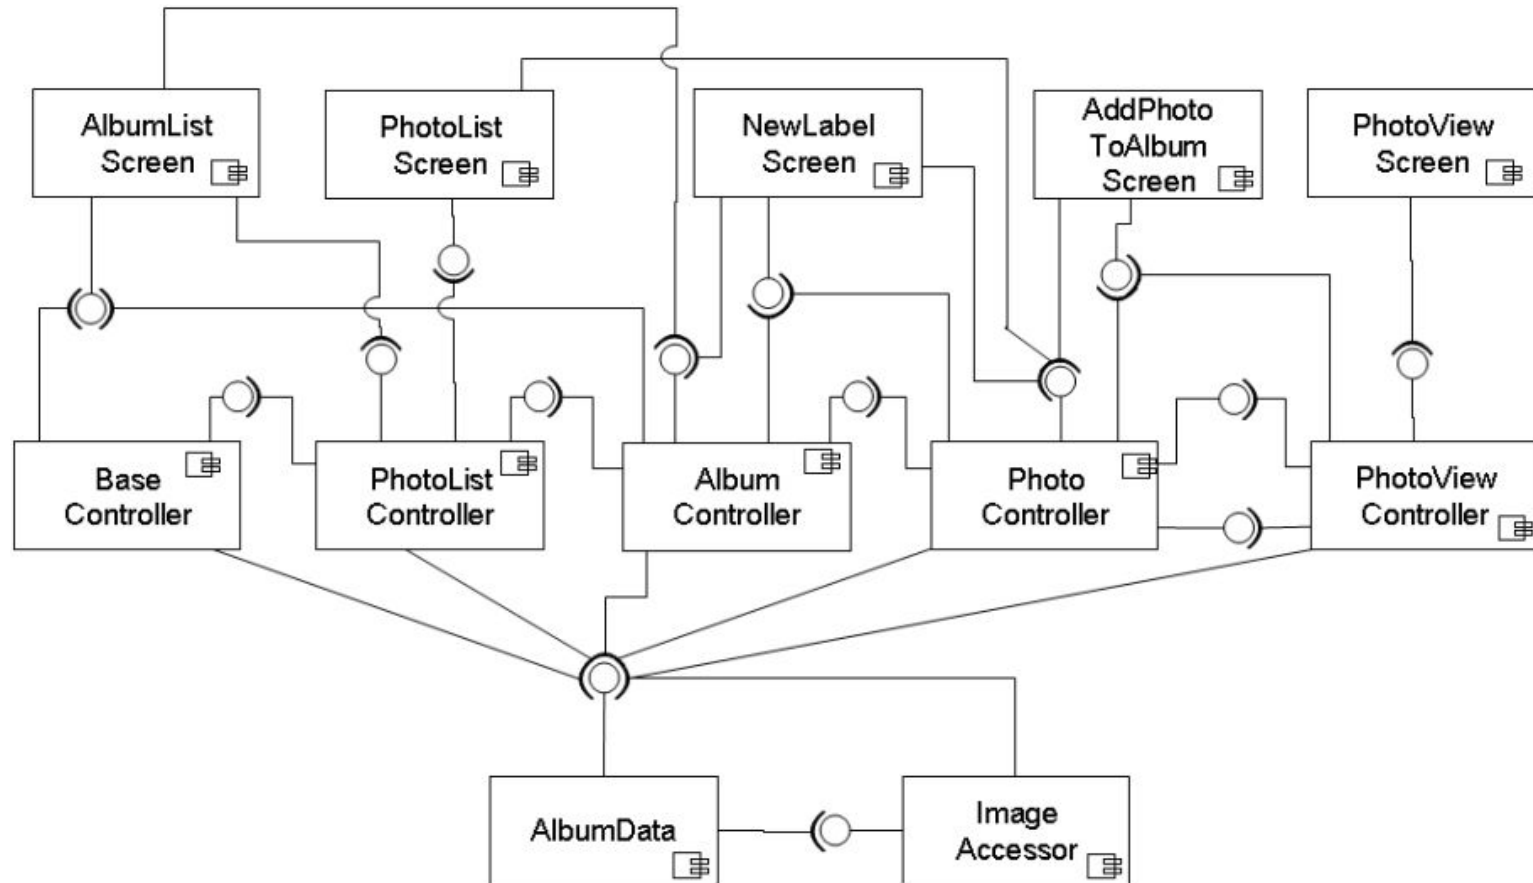 AlbumList
Screen
PhotoList
Screen
NewLabel
Screen
AddPhoto
ToAlbum
Screen
PhotoView
Screen
Base
Controller
PhotoList
Controller
Album
Controller
Photo
Controller
PhotoView
Controller
AlbumData
Image
Accessor